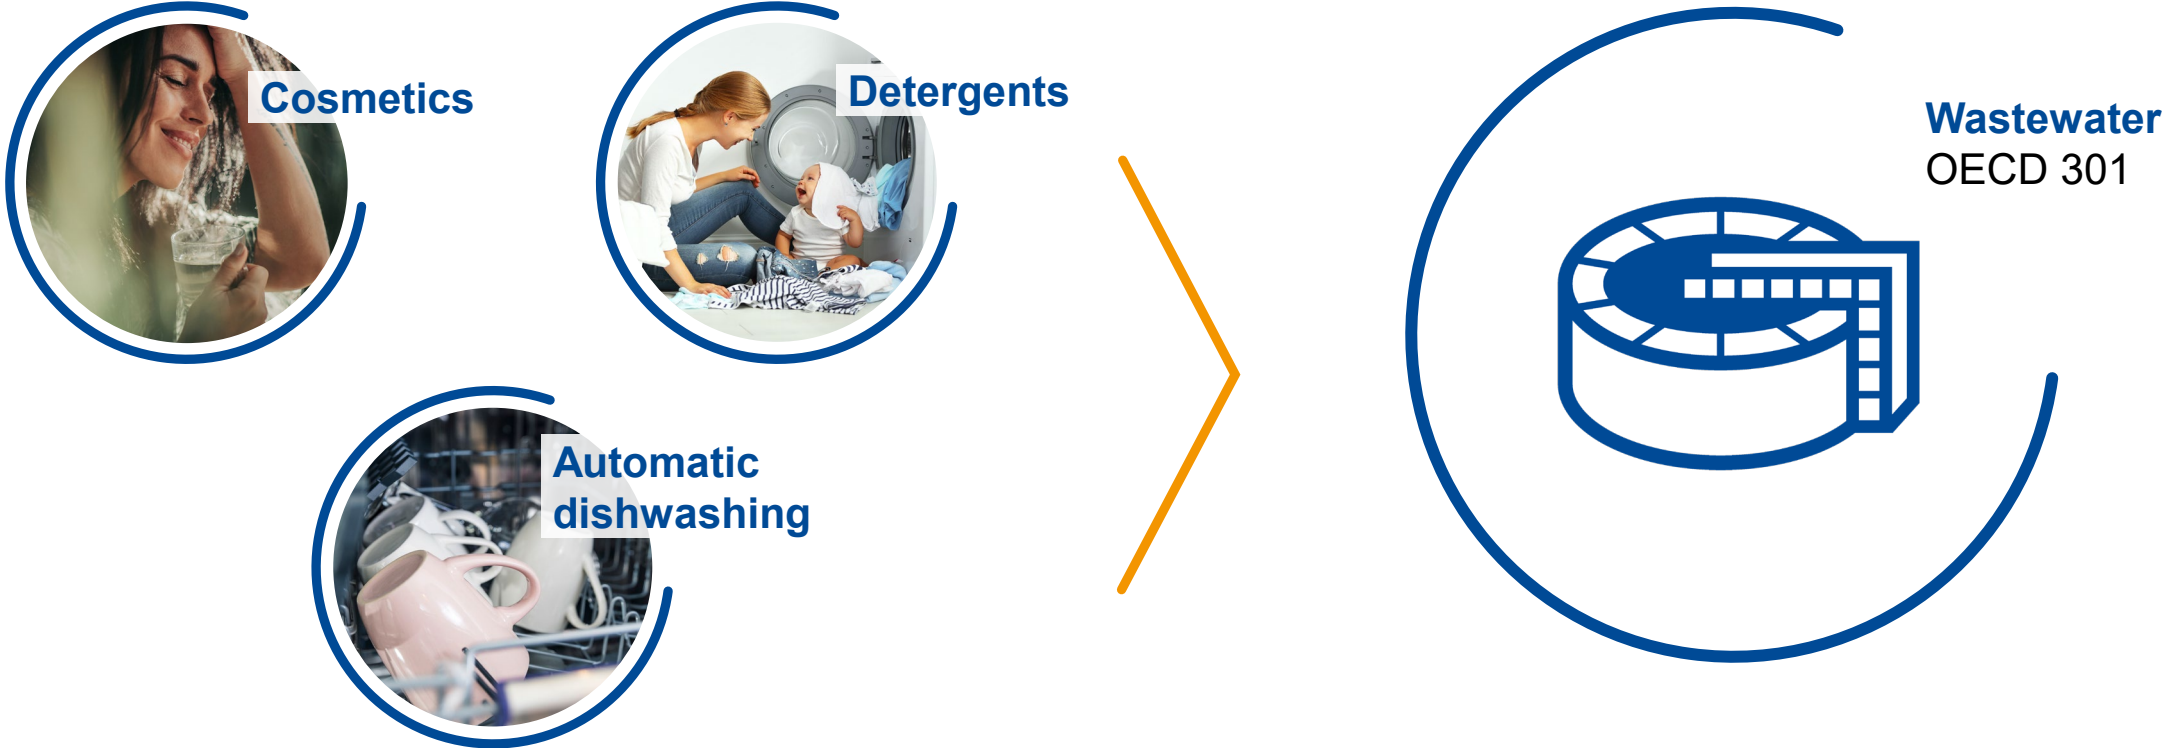 Cosmetics
Detergents
Automatic
dishwashing
Wastewater
OECD 301